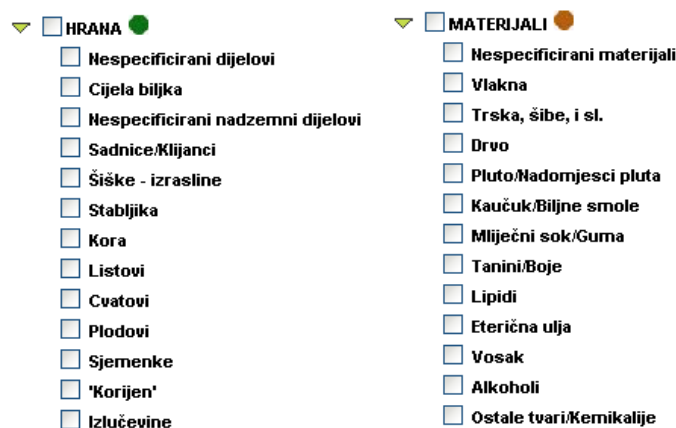 HRANA
Nespecificirani dijelovi
Cijela biljka
Nespecificirani nadzemni dijelovi
Sadnice/Klijanci
Šiške - izrasline
Stabljika
Kora
Listovi
Cvatovi
Plodovi
Sjemenke
'Korijen'
Izlučevine
MATERIJALI
Nespecificirani materijali
Vlakna
Trska, šibe, i sl.
Drvo
Pluto/Nadomjesci pluta
Kaučuk/Biljne smole
Mliječni sok/Guma
Tanini/Boje
Lipidi
Eterična ulja
Vosak
Alkoholi
Ostale tvari/Kemikalije